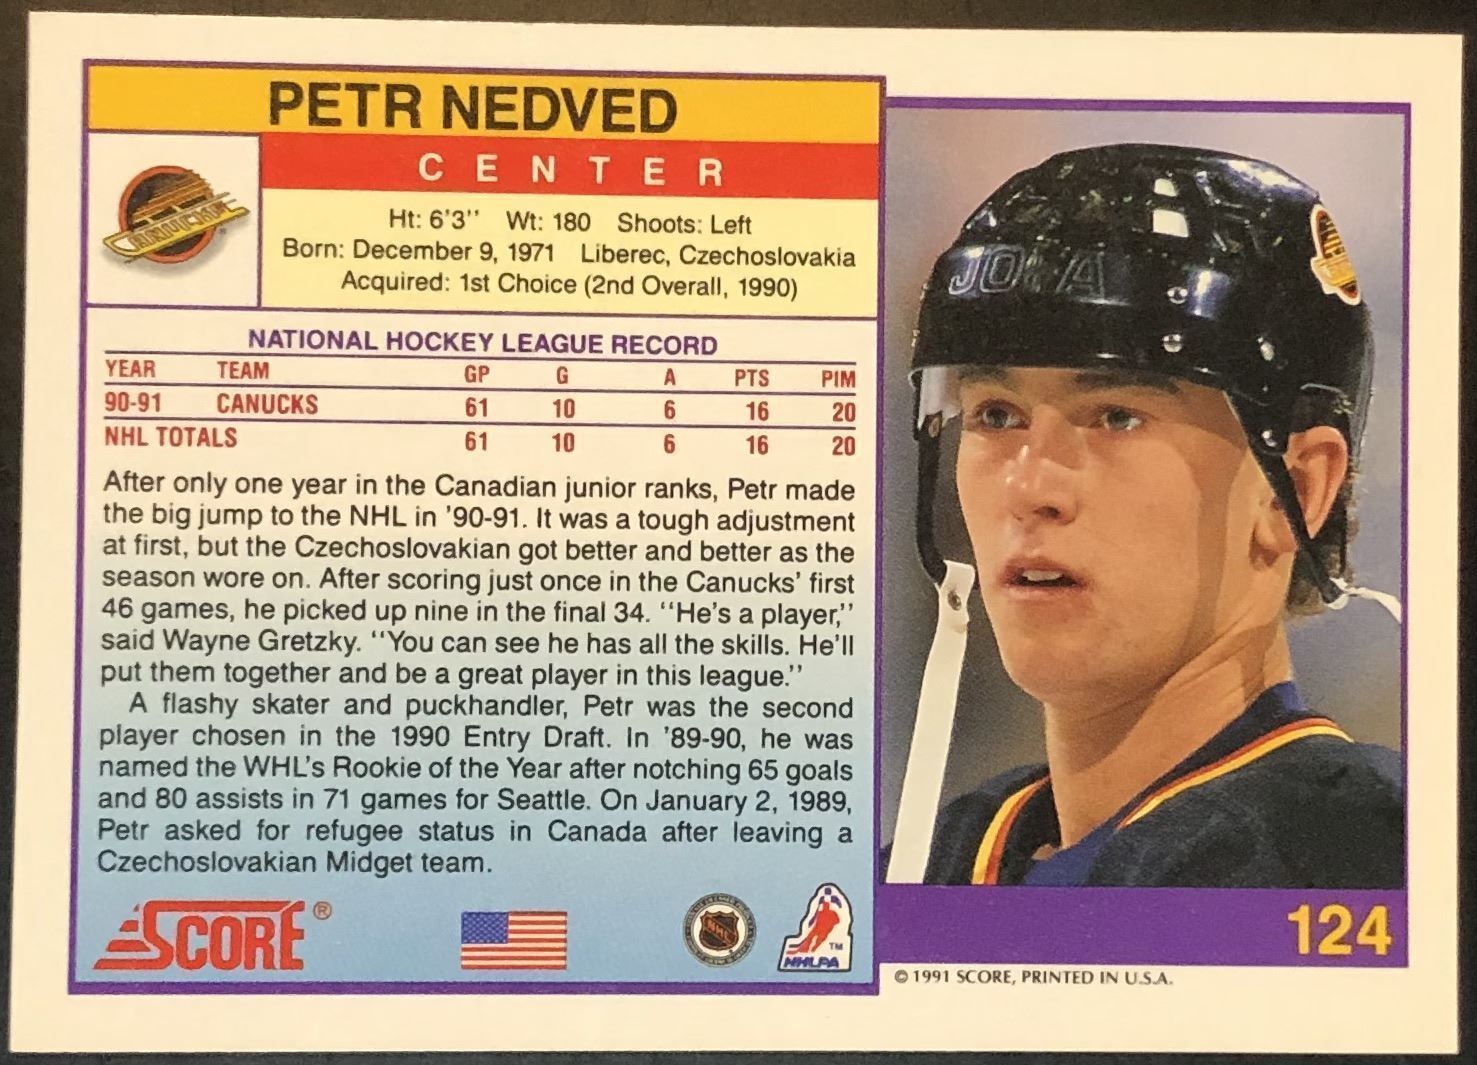 PETR NEDVED
CENTER
CANUCKS
Ht: 6'3'' Wt: 180 Shoots: Left
Born: December 9, 1971 Liberec, Czechoslovakia
Acquired: 1st Choice (2nd Overall, 1990)
NATIONAL HOCKEY LEAGUE RECORD
YEAR TEAM GP G A PTS PIM
90-91 CANUCKS 61 10 6 16 20
NHL TOTALS 61 10 6 16 20
After only one year in the Canadian junior ranks, Petr made
the big jump to the NHL in '90-91. It was a tough adjustment
at first, but the Czechoslovakian got better and better as the
season wore on. After scoring just once in the Canucks' first
46 games, he picked up nine in the final 34. ''He's a player,''
said Wayne Gretzky. ''You can see he has all the skills. He'll
put them together and be a great player in this league.''
A flashy skater and puckhandler, Petr was the second
player chosen in the 1990 Entry Draft. In '89-90, he was
named the WHL's Rookie of the Year after notching 65 goals
and 80 assists in 71 games for Seattle. On January 2, 1989,
Petr asked for refugee status in Canada after leaving a
Czechoslovakian Midget team.
SCORE®
NHL
TM
NHLPA
JOFA
124
© 1991 SCORE, PRINTED IN U.S.A.